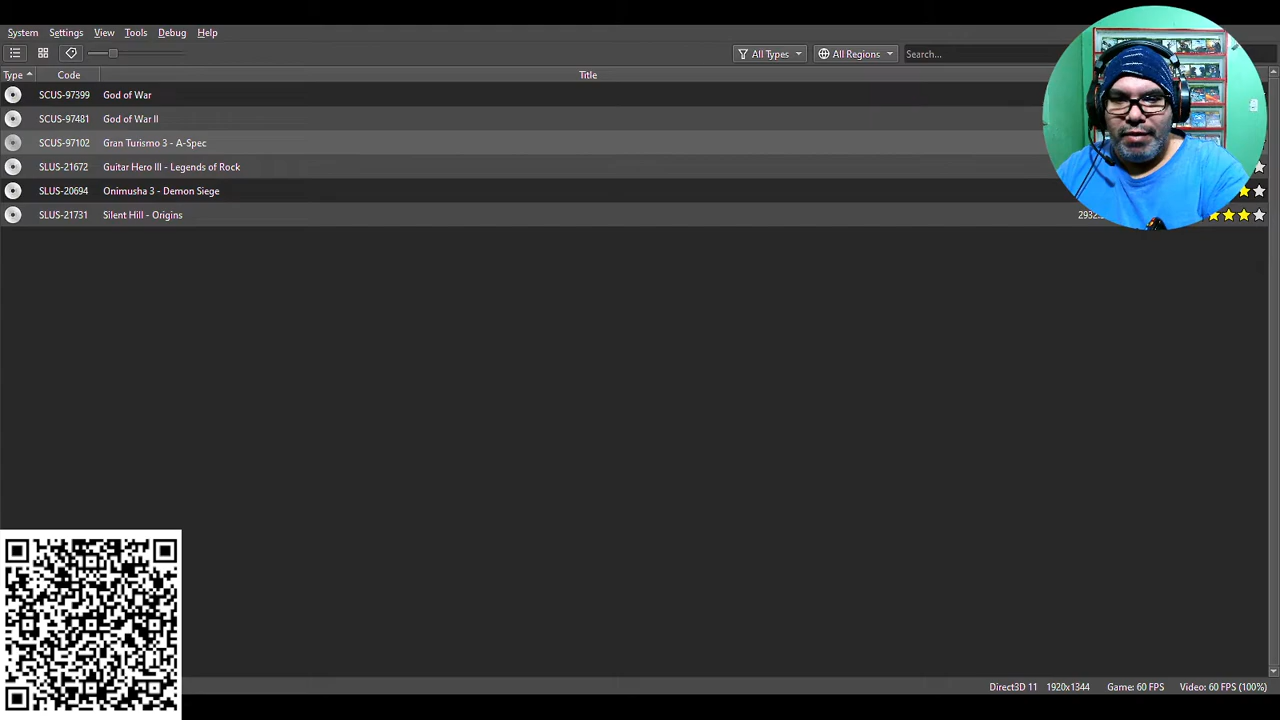 System Settings View Tools Debug Help
All Types All Regions Search...
Type Code Title
SCUS-97399 God of War
SCUS-97481 God of War II
SCUS-97102 Gran Turismo 3 - A-Spec
SLUS-21672 Guitar Hero III - Legends of Rock
SLUS-20694 Onimusha 3 - Demon Siege
SLUS-21731 Silent Hill - Origins
Direct3D 11 1920x1344 Game: 60 FPS Video: 60 FPS (100%)